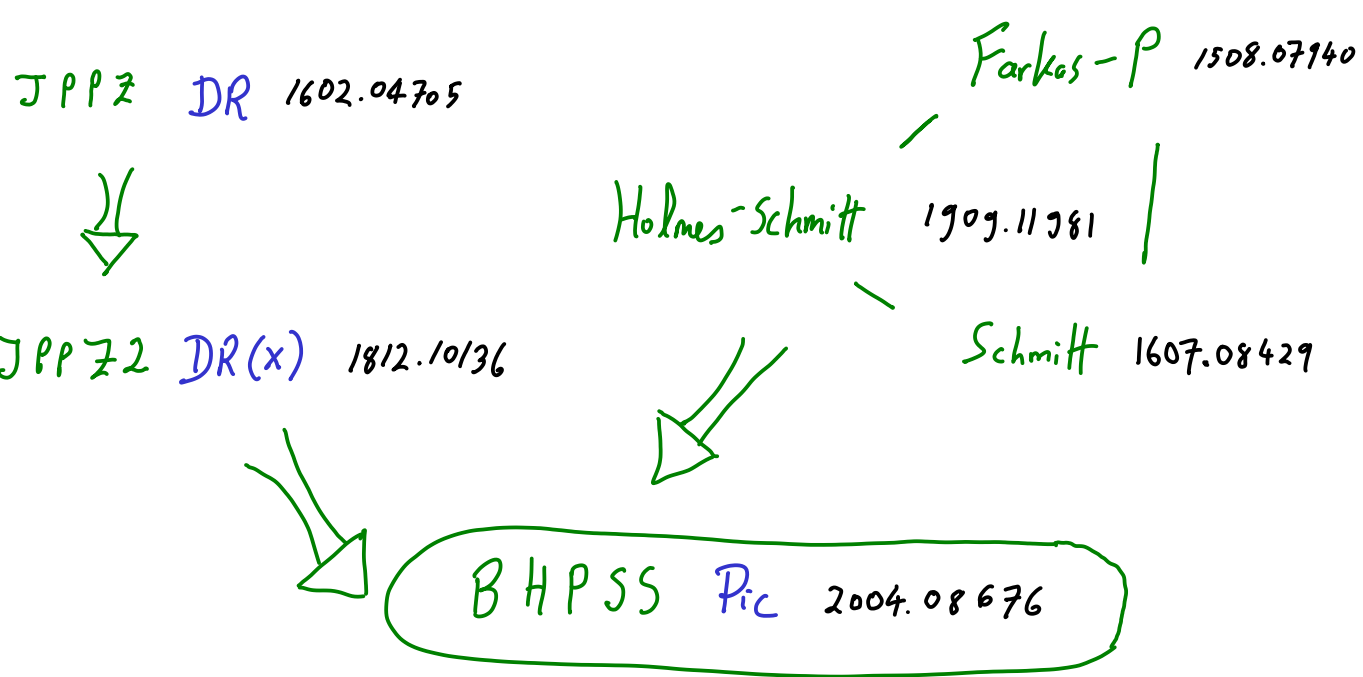 Farkas-P 1508.07940
JPPZ DR 1602.04705
Holmes-Schmitt 1909.11981
JPPZ2 DR(x) 1812.10136
Schmitt 1607.08429
BHPSS Pic 2004.08676